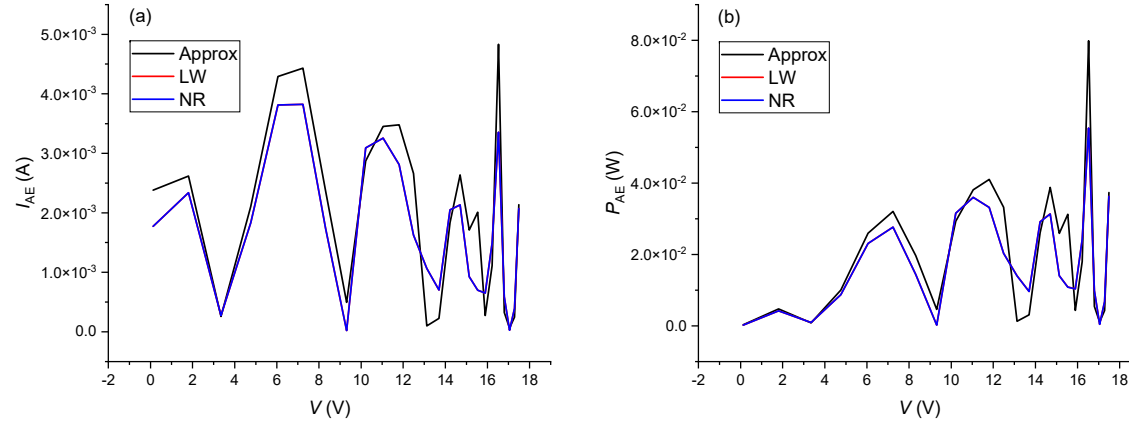 (a)
5.0×10⁻³
4.0×10⁻³
3.0×10⁻³
2.0×10⁻³
1.0×10⁻³
0.0
I_AE (A)
Approx
LW
NR
-2 0 2 4 6 8 10 12 14 16 18
V (V)
(b)
8.0×10⁻²
6.0×10⁻²
4.0×10⁻²
2.0×10⁻²
0.0
P_AE (W)
Approx
LW
NR
-2 0 2 4 6 8 10 12 14 16 18
V (V)